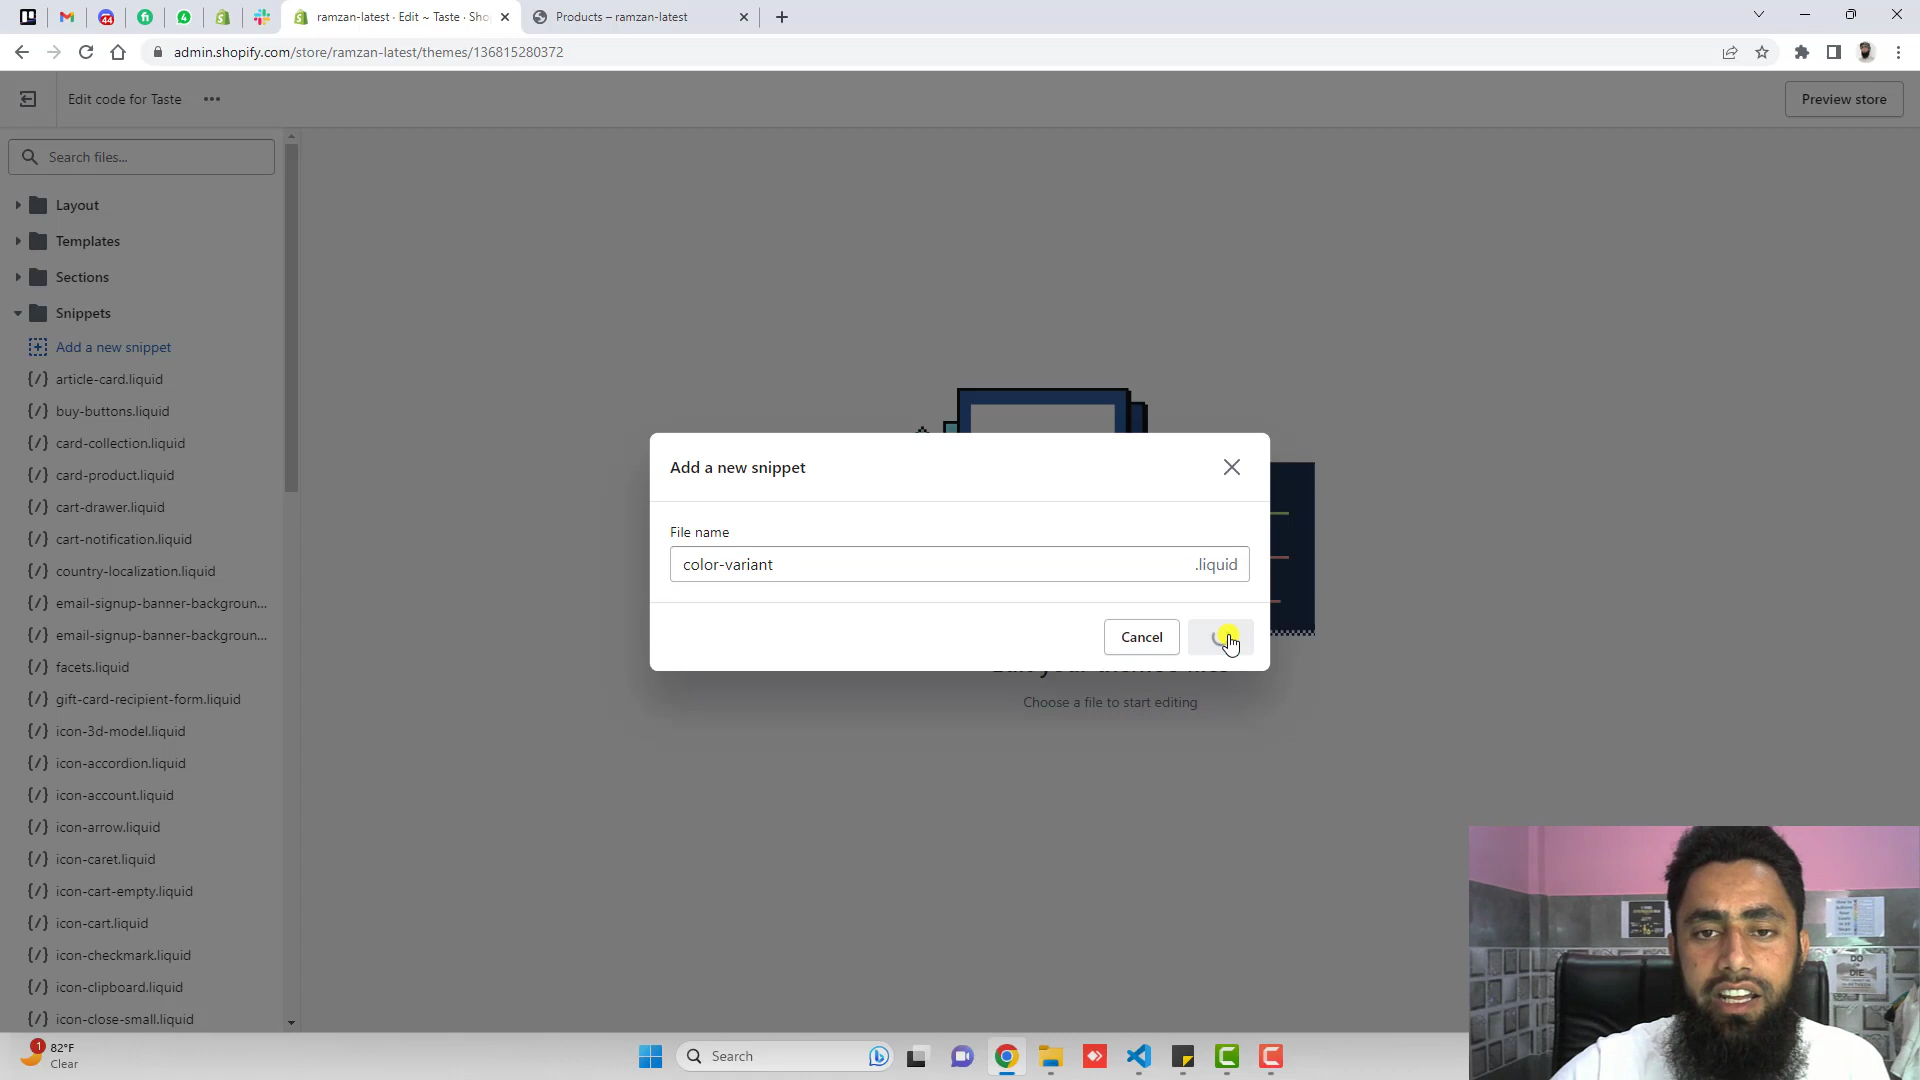 ramzan-latest · Edit ~ Taste · Sho
Products – ramzan-latest
admin.shopify.com/store/ramzan-latest/themes/136815280372
Edit code for Taste
Preview store
Search files...
Layout
Templates
Sections
Snippets
Add a new snippet
article-card.liquid
buy-buttons.liquid
card-collection.liquid
card-product.liquid
cart-drawer.liquid
cart-notification.liquid
country-localization.liquid
email-signup-banner-backgroun...
email-signup-banner-backgroun...
facets.liquid
gift-card-recipient-form.liquid
icon-3d-model.liquid
icon-accordion.liquid
icon-account.liquid
icon-arrow.liquid
icon-caret.liquid
icon-cart-empty.liquid
icon-cart.liquid
icon-checkmark.liquid
icon-clipboard.liquid
icon-close-small.liquid
Add a new snippet
File name
color-variant
.liquid
Cancel
Choose a file to start editing
DO
OR
DIE
1
82°F
Clear
Search